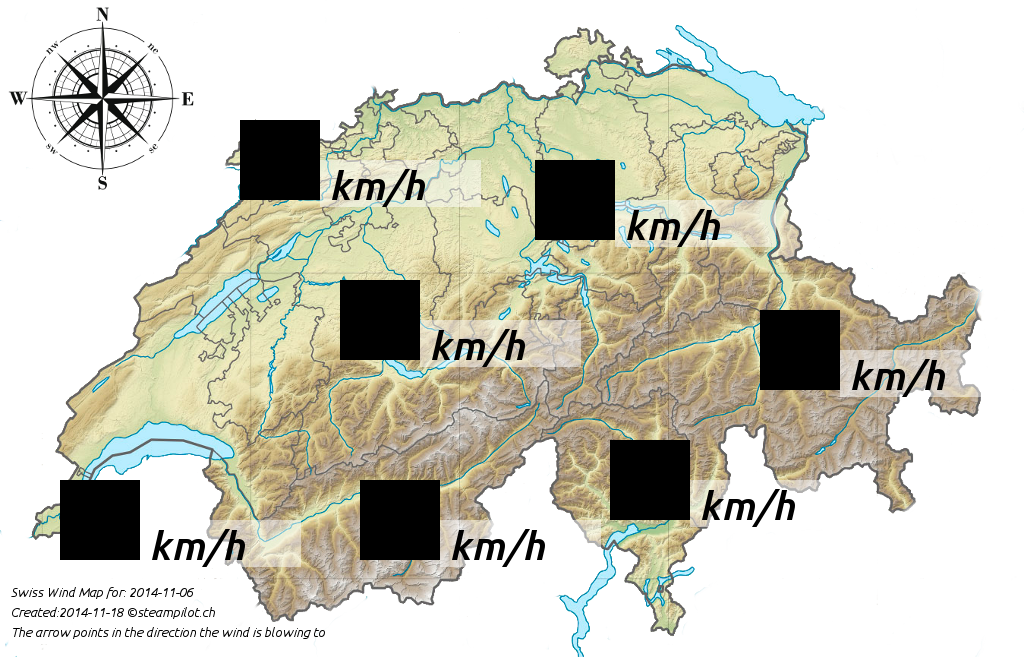 N
nw ne
W E
sw se
S
km/h
km/h
km/h
km/h
km/h
km/h
km/h
Swiss Wind Map for: 2014-11-06
Created:2014-11-18 ©steampilot.ch
The arrow points in the direction the wind is blowing to